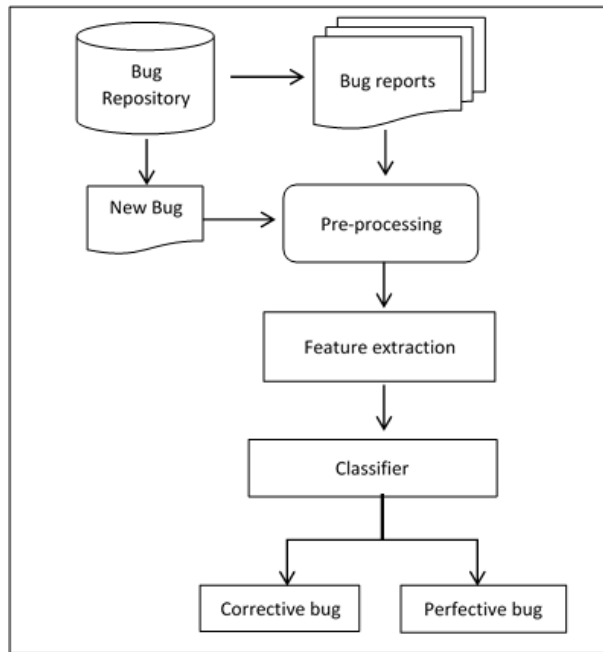 Bug
Repository
Bug reports
New Bug
Pre-processing
Feature extraction
Classifier
Corrective bug
Perfective bug